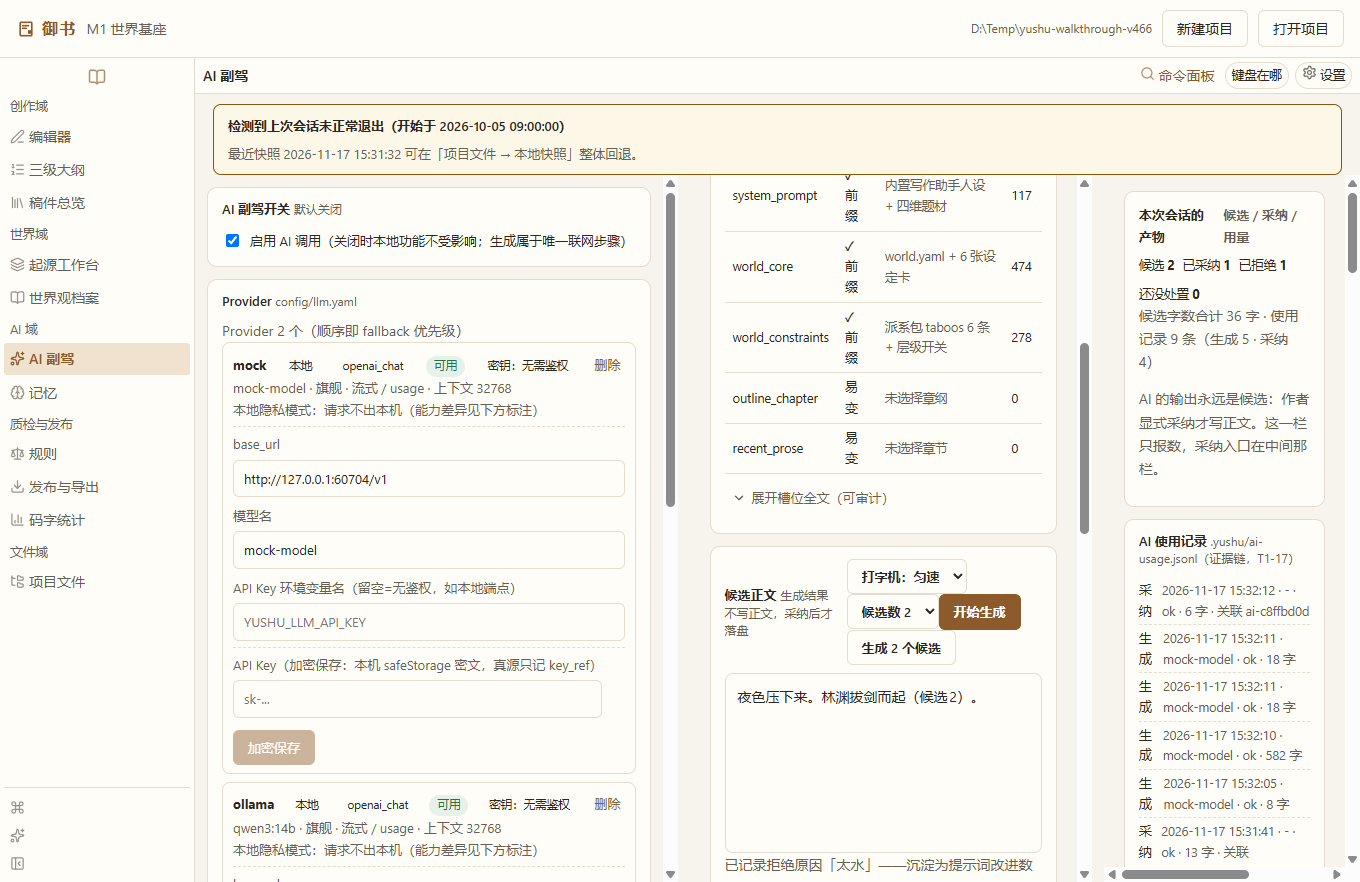 御书 M1 世界基座
D:\Temp\yushu-walkthrough-v466 新建项目 打开项目
创作域
编辑器
三级大纲
稿件总览
世界域
起源工作台
世界观档案
AI 域
AI 副驾
记忆
质检与发布
规则
发布与导出
码字统计
文件域
项目文件
AI 副驾
命令面板 键盘在哪 设置
检测到上次会话未正常退出（开始于 2026-10-05 09:00:00）
最近快照 2026-11-17 15:31:32 可在「项目文件 → 本地快照」整体回退。
AI 副驾开关 默认关闭
启用 AI 调用（关闭时本地功能不受影响；生成属于唯一联网步骤）
Provider config/llm.yaml
Provider 2 个（顺序即 fallback 优先级）
mock 本地 openai_chat 可用 密钥：无需鉴权 删除
mock-model · 旗舰 · 流式 / usage · 上下文 32768
本地隐私模式：请求不出本机（能力差异见下方标注）
base_url
http://127.0.0.1:60704/v1
模型名
mock-model
API Key 环境变量名（留空=无鉴权，如本地端点）
YUSHU_LLM_API_KEY
API Key（加密保存：本机 safeStorage 密文，真源只记 key_ref）
sk-...
加密保存
ollama 本地 openai_chat 可用 密钥：无需鉴权 删除
qwen3:14b · 旗舰 · 流式 / usage · 上下文 32768
本地隐私模式：请求不出本机（能力差异见下方标注）
system_prompt ✓ 前缀 内置写作助手人设 + 四维题材 117
world_core ✓ 前缀 world.yaml + 6 张设定卡 474
world_constraints ✓ 前缀 派系包 taboos 6 条 + 层级开关 278
outline_chapter 易变 未选择章纲 0
recent_prose 易变 未选择章节 0
展开槽位全文（可审计）
候选正文 生成结果
不写正文，采纳后才
落盘
打字机：匀速
候选数 2 开始生成
生成 2 个候选
夜色压下来。林渊拔剑而起（候选2）。
已记录拒绝原因「太水」——沉淀为提示词改进数
本次会话的产物 候选 / 采纳 / 用量
候选 2 已采纳 1 已拒绝 1
还没处置 0
候选字数合计 36 字 · 使用
记录 9 条（生成 5 · 采纳
4）
AI 的输出永远是候选：作者
显式采纳才写正文。这一栏
只报数，采纳入口在中间那
栏。
AI 使用记录 .yushu/ai-
usage.jsonl（证据链，T1-17）
采纳 2026-11-17 15:32:12 · - ·
ok · 6 字 · 关联 ai-c8ffbd0d
生成 2026-11-17 15:32:11 ·
mock-model · ok · 18 字
生成 2026-11-17 15:32:11 ·
mock-model · ok · 18 字
生成 2026-11-17 15:32:10 ·
mock-model · ok · 582 字
生成 2026-11-17 15:32:05 ·
mock-model · ok · 8 字
采纳 2026-11-17 15:31:41 · - ·
ok · 13 字 · 关联